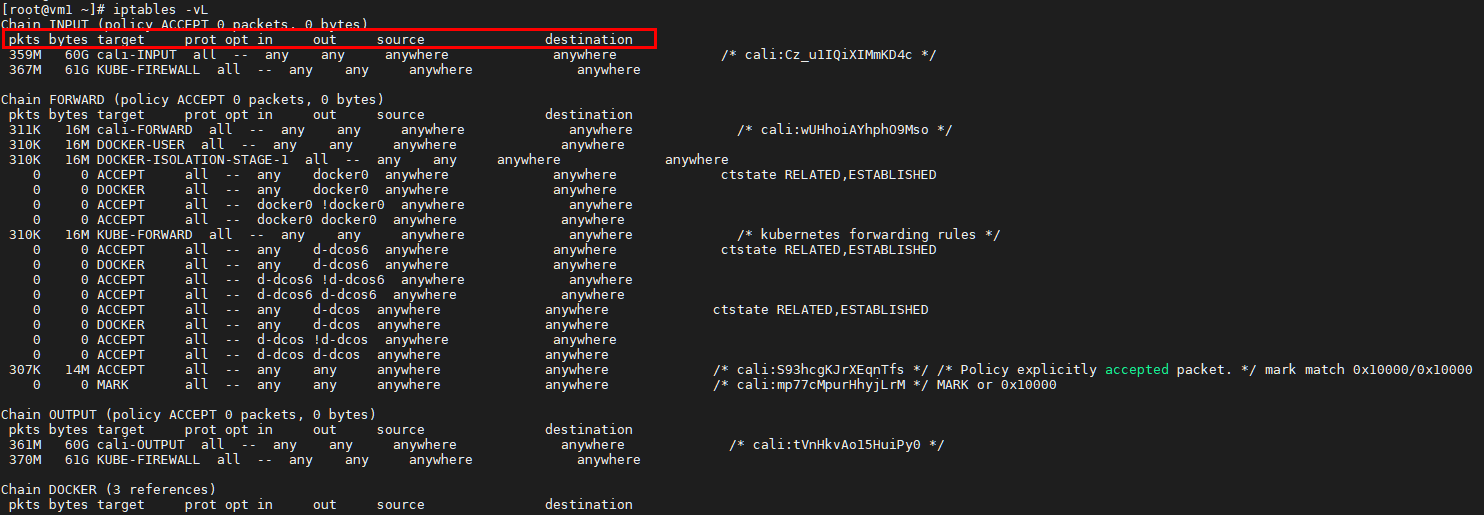 [root@vm1 ~]# iptables -vL
Chain INPUT (policy ACCEPT 0 packets, 0 bytes)
 pkts bytes target     prot opt in     out     source               destination
 359M   60G cali-INPUT  all  --  any    any     anywhere             anywhere             /* cali:Cz_u1IQiXIMmKD4c */
 367M   61G KUBE-FIREWALL  all  --  any    any     anywhere             anywhere

Chain FORWARD (policy ACCEPT 0 packets, 0 bytes)
 pkts bytes target     prot opt in     out     source               destination
 311K   16M cali-FORWARD  all  --  any    any     anywhere             anywhere             /* cali:wUHhoiAYhphO9Mso */
 310K   16M DOCKER-USER  all  --  any    any     anywhere             anywhere
 310K   16M DOCKER-ISOLATION-STAGE-1  all  --  any    any     anywhere             anywhere
    0     0 ACCEPT     all  --  any    docker0  anywhere             anywhere             ctstate RELATED,ESTABLISHED
    0     0 DOCKER     all  --  any    docker0  anywhere             anywhere
    0     0 ACCEPT     all  --  docker0 !docker0  anywhere             anywhere
    0     0 ACCEPT     all  --  docker0 docker0  anywhere             anywhere
 310K   16M KUBE-FORWARD  all  --  any    any     anywhere             anywhere             /* kubernetes forwarding rules */
    0     0 ACCEPT     all  --  any    d-dcos6  anywhere             anywhere             ctstate RELATED,ESTABLISHED
    0     0 DOCKER     all  --  any    d-dcos6  anywhere             anywhere
    0     0 ACCEPT     all  --  d-dcos6 !d-dcos6  anywhere             anywhere
    0     0 ACCEPT     all  --  d-dcos6 d-dcos6  anywhere             anywhere
    0     0 ACCEPT     all  --  any    d-dcos  anywhere             anywhere             ctstate RELATED,ESTABLISHED
    0     0 DOCKER     all  --  any    d-dcos  anywhere             anywhere
    0     0 ACCEPT     all  --  d-dcos !d-dcos  anywhere             anywhere
    0     0 ACCEPT     all  --  d-dcos d-dcos  anywhere             anywhere
 307K   14M ACCEPT     all  --  any    any     anywhere             anywhere             /* cali:S93hcgKJrXEqnTfs */ /* Policy explicitly accepted packet. */ mark match 0x10000/0x10000
    0     0 MARK       all  --  any    any     anywhere             anywhere             /* cali:mp77cMpurHhyjLrM */ MARK or 0x10000

Chain OUTPUT (policy ACCEPT 0 packets, 0 bytes)
 pkts bytes target     prot opt in     out     source               destination
 361M   60G cali-OUTPUT  all  --  any    any     anywhere             anywhere             /* cali:tVnHkvAo15HuiPy0 */
 370M   61G KUBE-FIREWALL  all  --  any    any     anywhere             anywhere

Chain DOCKER (3 references)
 pkts bytes target     prot opt in     out     source               destination